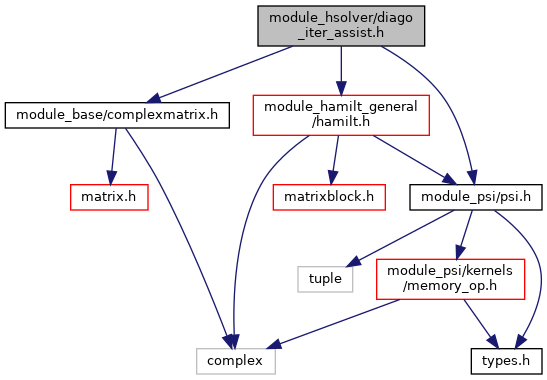 module_hsolver/diago
_iter_assist.h
module_base/complexmatrix.h
module_hamilt_general
/hamilt.h
matrix.h
matrixblock.h
module_psi/psi.h
tuple
module_psi/kernels
/memory_op.h
complex
types.h